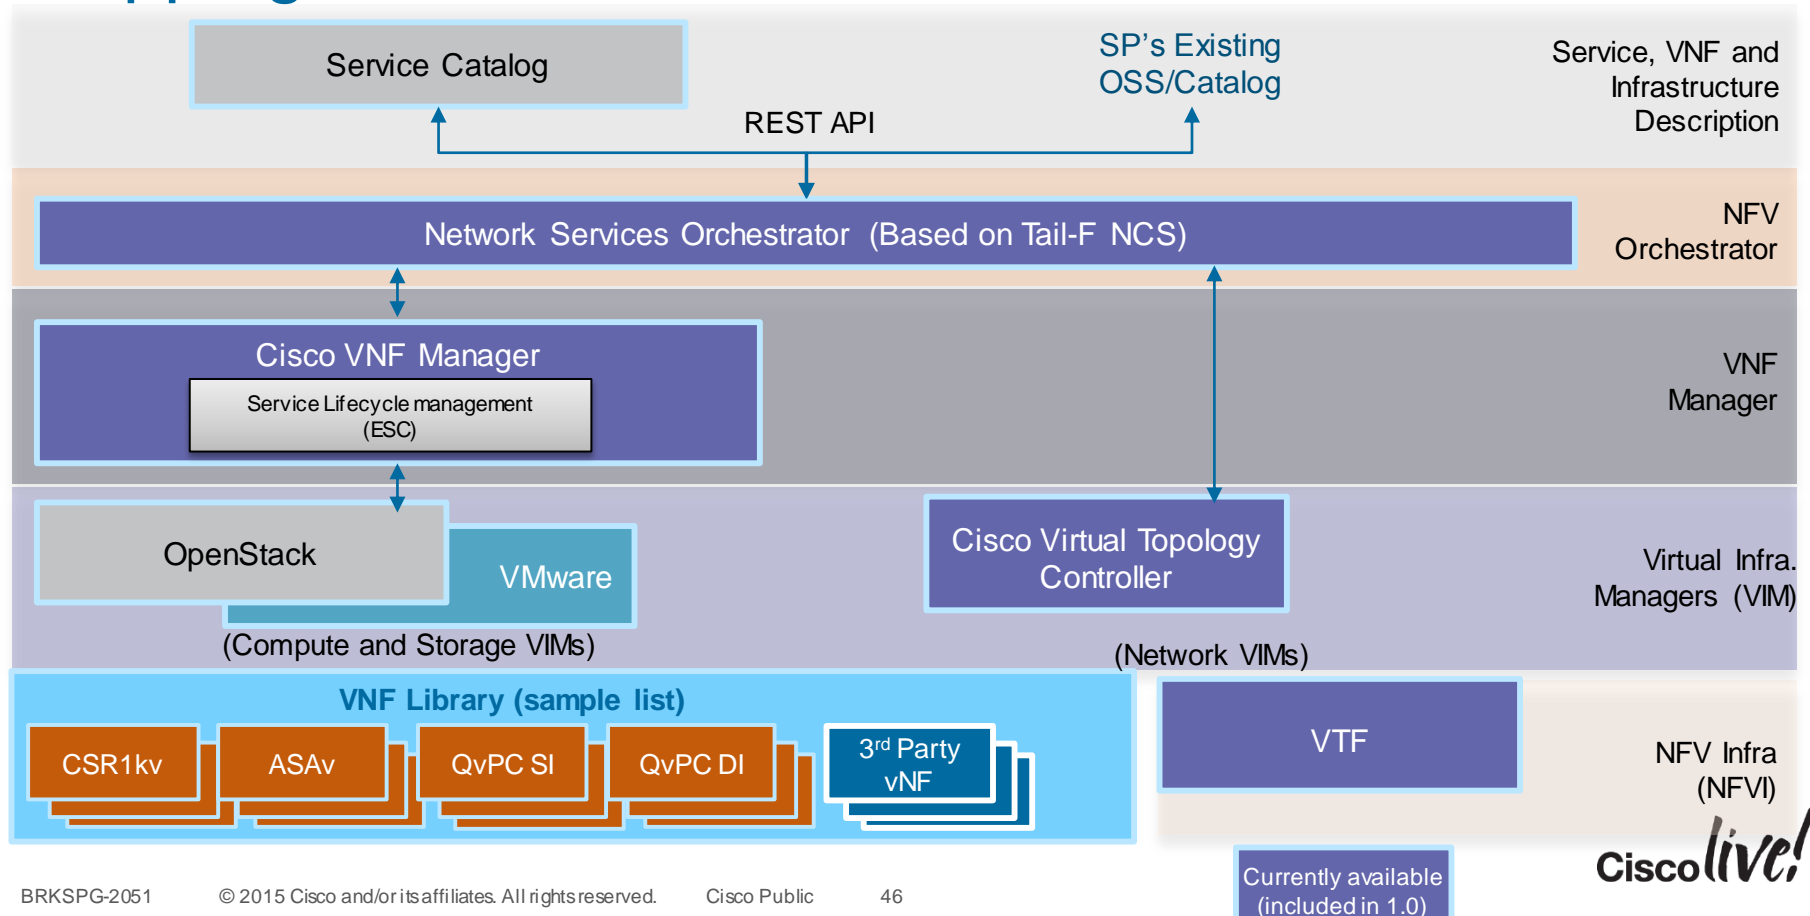 Service Catalog
SP's Existing
OSS/Catalog
Service, VNF and
Infrastructure
Description
REST API
Network Services Orchestrator (Based on Tail-F NCS)
NFV
Orchestrator
Cisco VNF Manager
Service Lifecycle management
(ESC)
VNF
Manager
OpenStack
VMware
(Compute and Storage VIMs)
Cisco Virtual Topology
Controller
(Network VIMs)
Virtual Infra.
Managers (VIM)
VNF Library (sample list)
CSR1kv
ASAv
QvPC SI
QvPC DI
3rd Party
vNF
VTF
NFV Infra
(NFVI)
Currently available
(included in 1.0)
Cisco live!
BRKSPG-2051 © 2015 Cisco and/or its affiliates. All rights reserved. Cisco Public 46